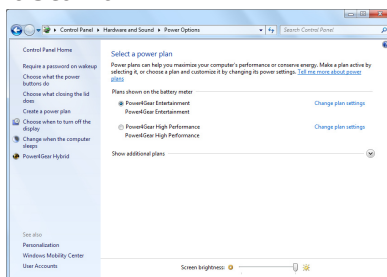 Control Panel ▸ Hardware and Sound ▸ Power Options
Search Control Panel
Control Panel Home
Require a password on wakeup
Choose what the power
buttons do
Choose what closing the lid
does
Create a power plan
Choose when to turn off the
display
Change when the computer
sleeps
Power4Gear Hybrid
See also
Personalization
Windows Mobility Center
User Accounts
Select a power plan
Power plans can help you maximize your computer's performance or conserve energy. Make a plan active by
selecting it, or choose a plan and customize it by changing its power settings. Tell me more about power
plans
Plans shown on the battery meter
Power4Gear Entertainment Change plan settings
Power4Gear Entertainment
Power4Gear High Performance Change plan settings
Power4Gear High Performance
Show additional plans
Screen brightness: